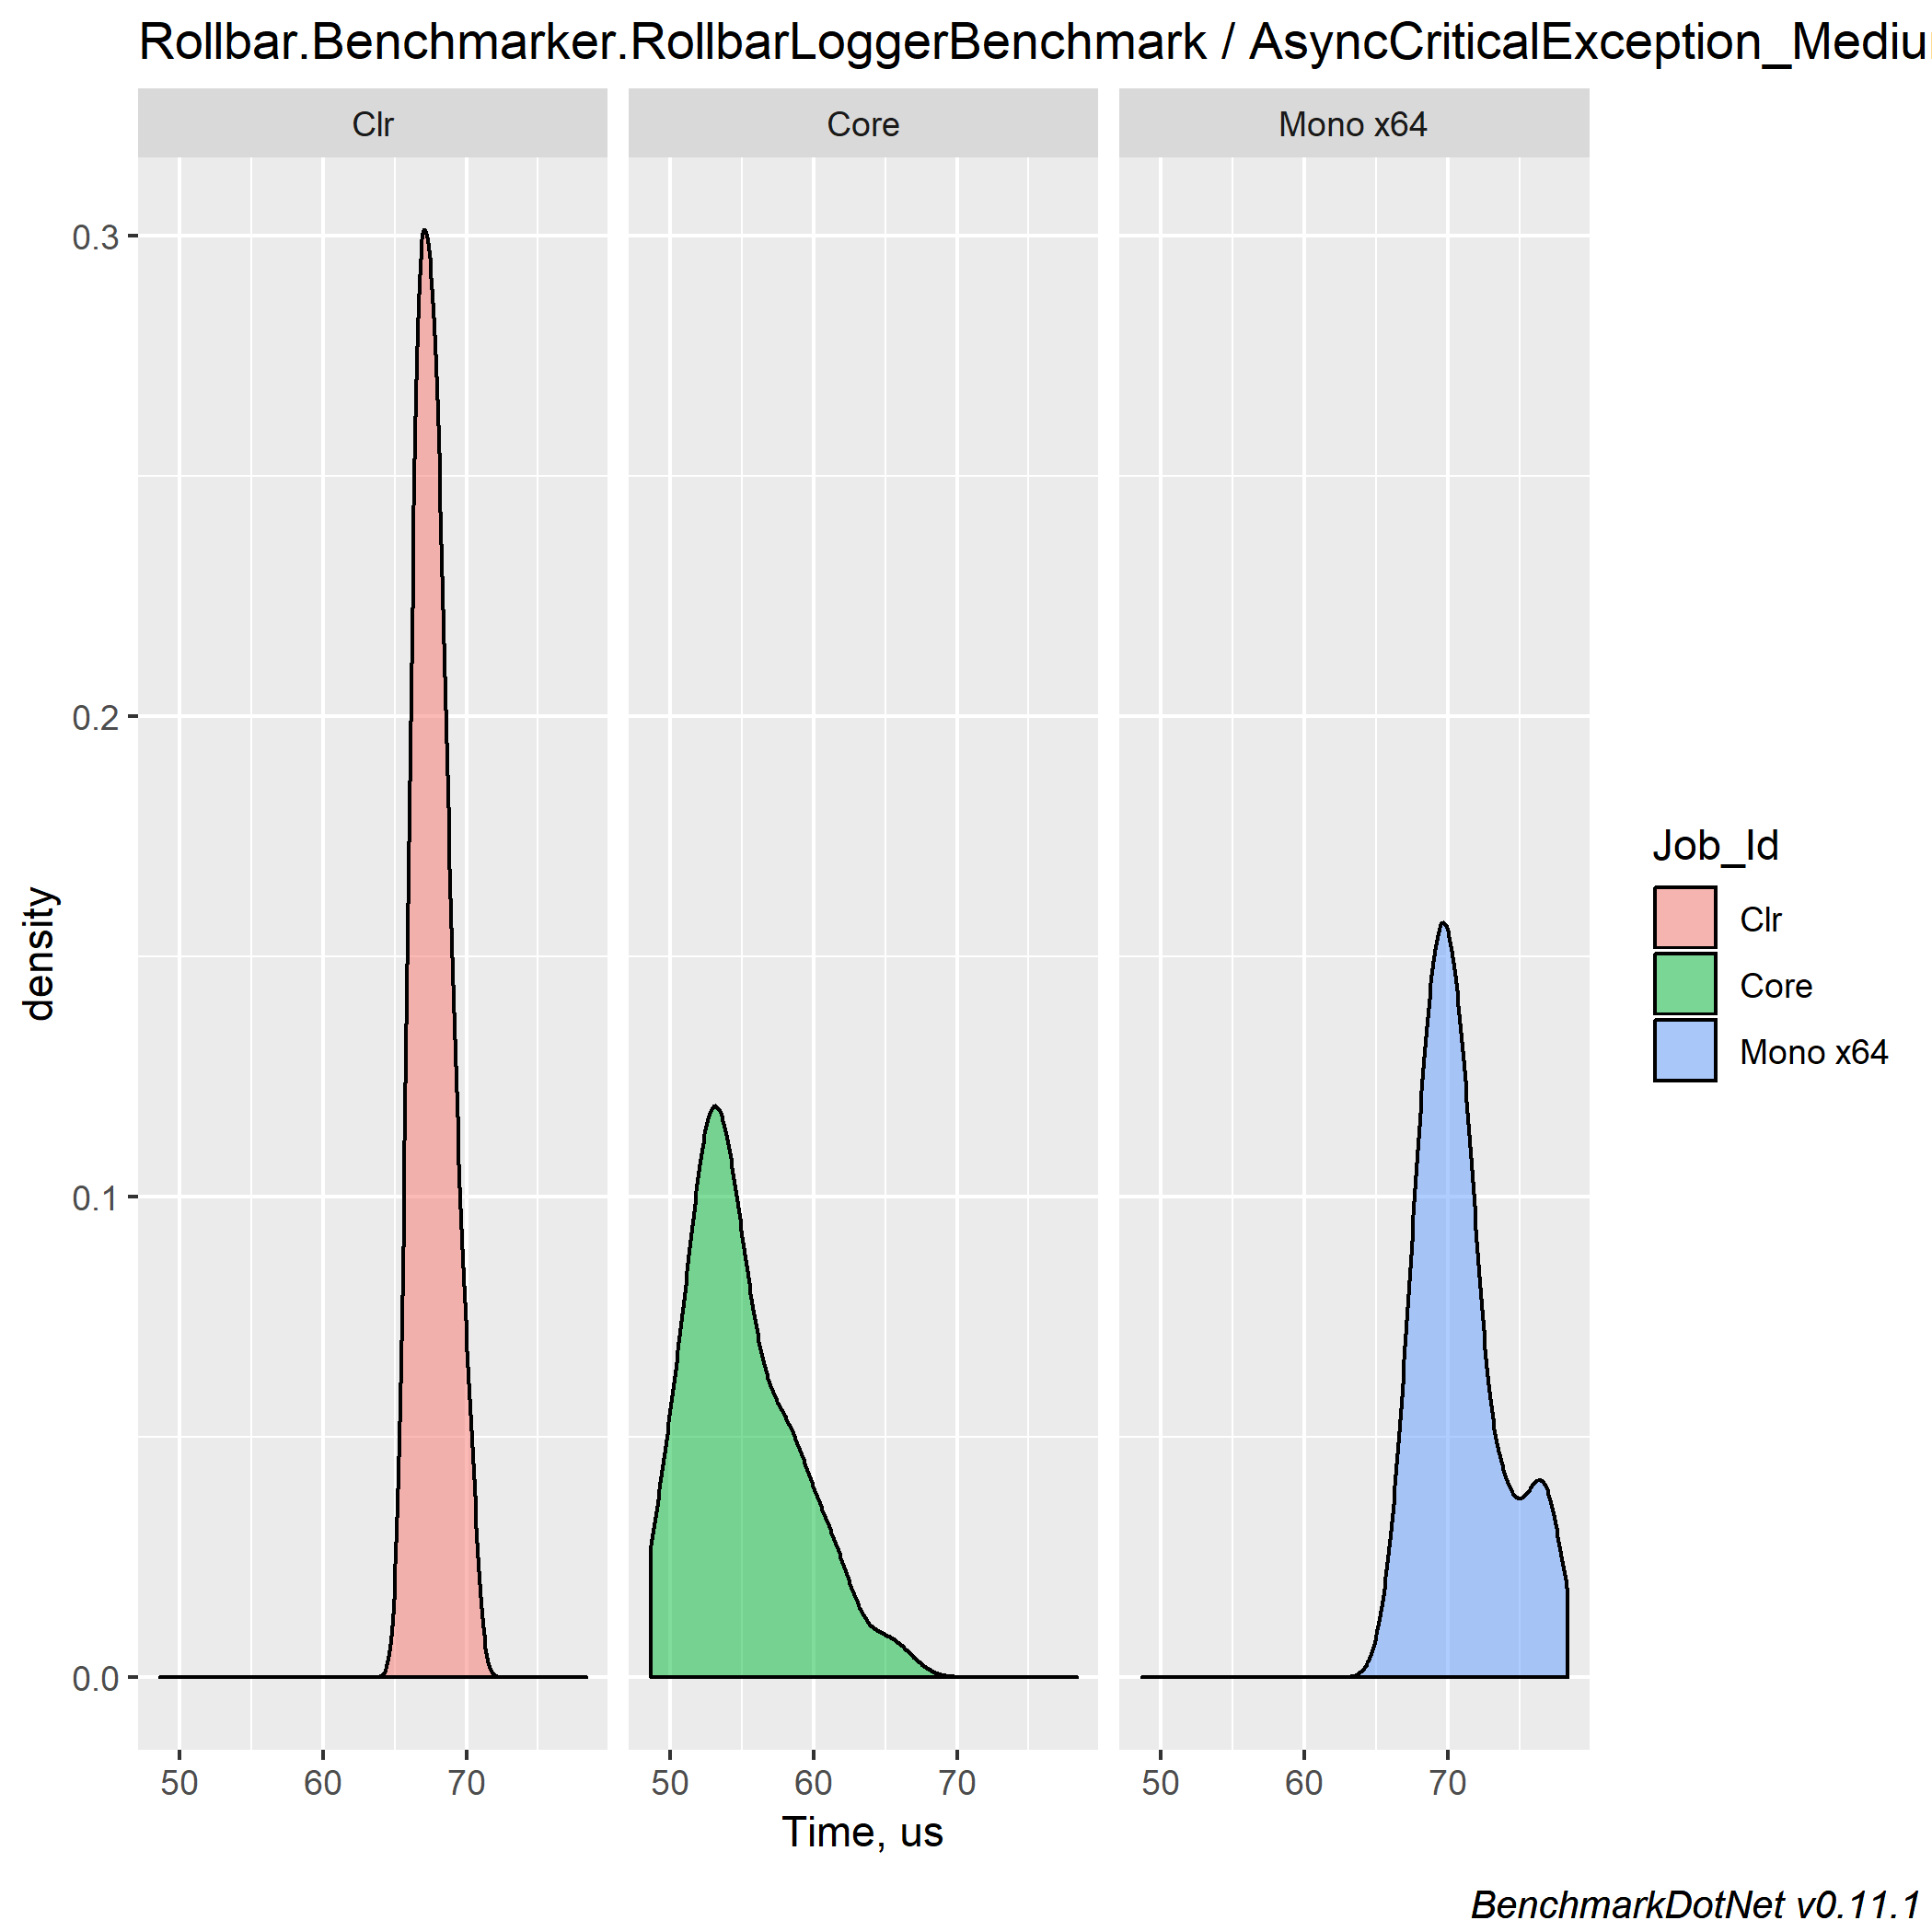 Rollbar.Benchmarker.RollbarLoggerBenchmark / AsyncCriticalException_Mediu
Clr Core Mono x64
0.3
0.2
0.1
0.0
density
50 60 70 50 60 70 50 60 70
Time, us
Job_Id
Clr
Core
Mono x64
BenchmarkDotNet v0.11.1